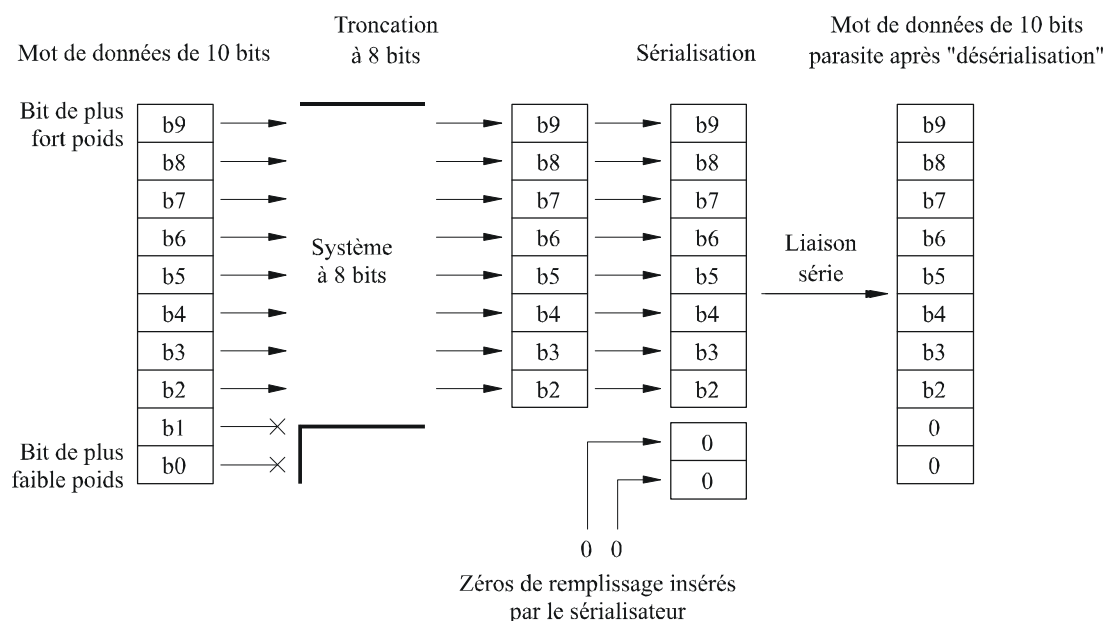 Mot de données de 10 bits
Troncation
à 8 bits
Sérialisation
Mot de données de 10 bits
parasite après "désérialisation"
Bit de plus
fort poids
b9
b8
b7
b6
b5
b4
b3
b2
b1
b0
Bit de plus
faible poids
Système
à 8 bits
b9
b8
b7
b6
b5
b4
b3
b2
b9
b8
b7
b6
b5
b4
b3
b2
0
0
0 0
Zéros de remplissage insérés
par le sérialisateur
Liaison
série
b9
b8
b7
b6
b5
b4
b3
b2
0
0